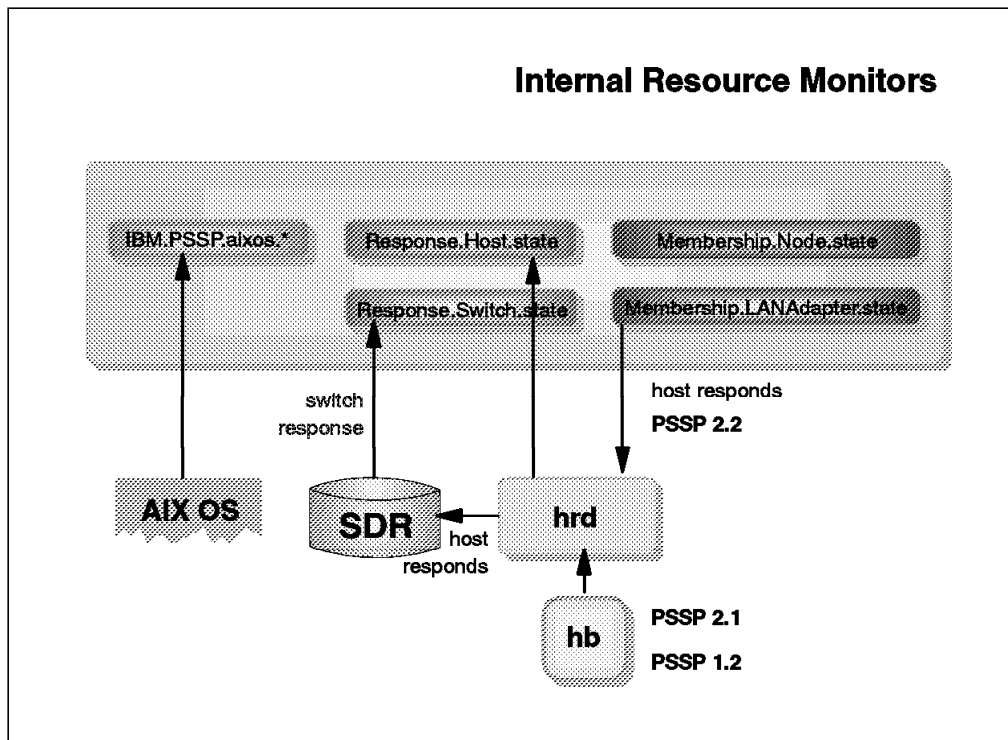 Internal Resource Monitors
IBM.PSSP.aixos.*
Response.Host.state
Membership.Node.state
Response.Switch.state
Membership.LANAdapter.state
switch
response
host responds
PSSP 2.2
AIX OS
SDR
hrd
host
responds
hb
PSSP 2.1
PSSP 1.2